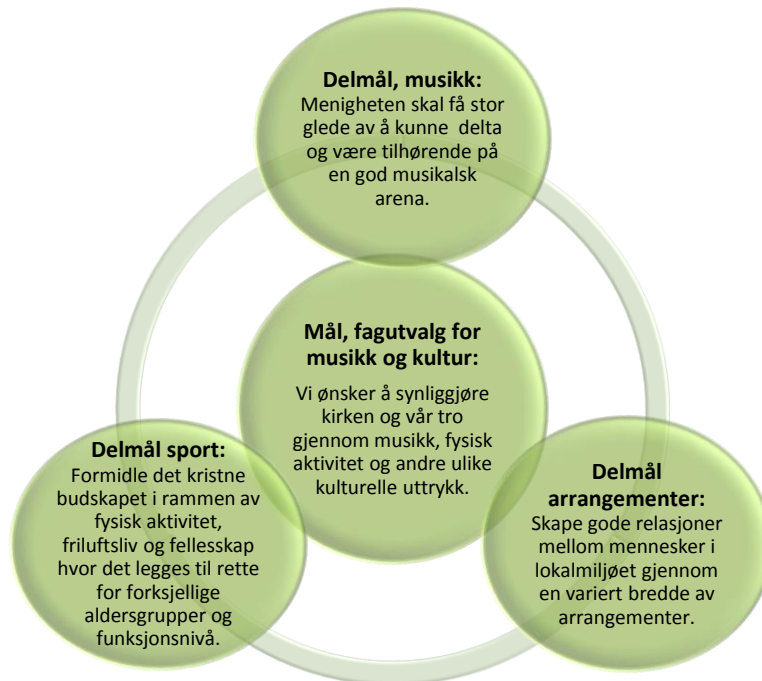 Delmål, musikk:
Menigheten skal få stor
glede av å kunne delta
og være tilhørende på
en god musikalsk
arena.
Mål, fagutvalg for
musikk og kultur:
Vi ønsker å synliggjøre
kirken og vår tro
gjennom musikk, fysisk
aktivitet og andre ulike
kulturelle uttrykk.
Delmål sport:
Formidle det kristne
budskapet i rammen av
fysisk aktivitet,
friluftsliv og fellesskap
hvor det legges til rette
for forksjellige
aldersgrupper og
funksjonsnivå.
Delmål
arrangementer:
Skape gode relasjoner
mellom mennesker i
lokalmiljøet gjennom
en variert bredde av
arrangementer.